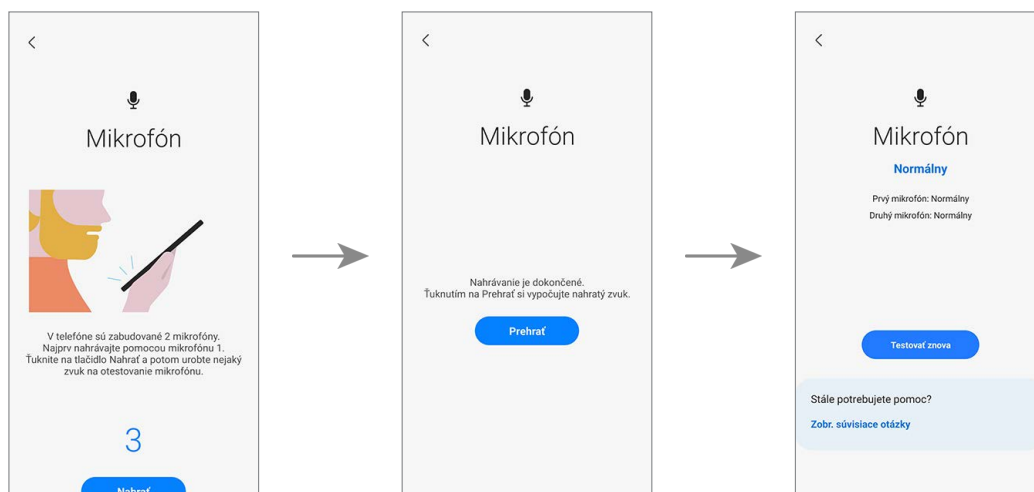 Mikrofón
V telefóne sú zabudované 2 mikrofóny.
Najprv nahrávajte pomocou mikrofónu 1.
Ťuknite na tlačidlo Nahrať a potom urobte nejaký
zvuk na otestovanie mikrofónu.
3
Nahrať
Mikrofón
Nahrávanie je dokončené.
Ťuknutím na Prehrať si vypočujte nahratý zvuk.
Prehrať
Mikrofón
Normálny
Prvý mikrofón: Normálny
Druhý mikrofón: Normálny
Testovať znova
Stále potrebujete pomoc?
Zobr. súvisiace otázky